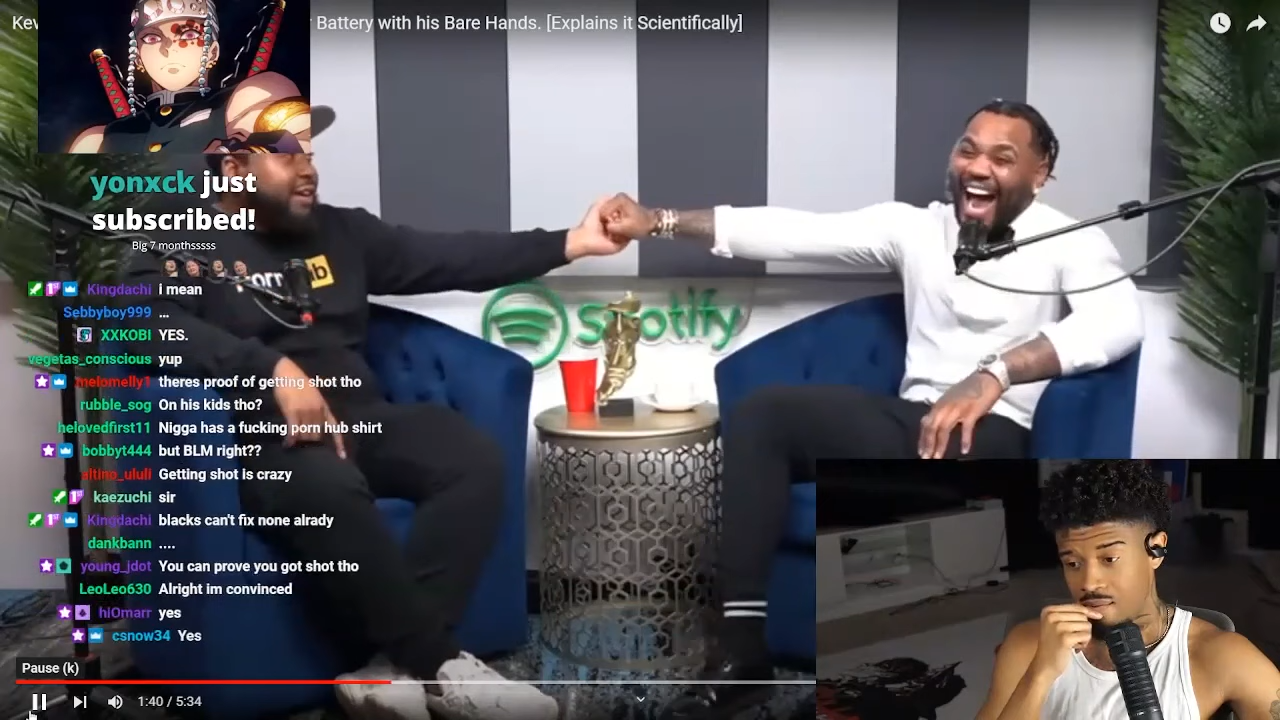 Kev
r Battery with his Bare Hands. [Explains it Scientifically]
yonxck just
subscribed!
Big 7 monthsssss
Spotify
Kingdachi i mean
Sebbyboy999 ...
XXKOBI YES.
vegetas_conscious yup
melomelly1 theres proof of getting shot tho
rubble_sog On his kids tho?
helovedfirst11 Nigga has a fucking porn hub shirt
bobbyt444 but BLM right??
altino_ululi Getting shot is crazy
kaezuchi sir
Kingdachi blacks can't fix none alrady
dankbann ....
young_jdot You can prove you got shot tho
LeoLeo630 Alright im convinced
hiOmarr yes
csnow34 Yes
Pause (k)
1:40 / 5:34